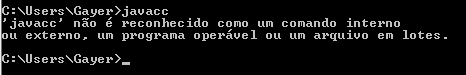 C:\Users\Gayer>javacc
'javacc' não é reconhecido como um comando interno
ou externo, um programa operável ou um arquivo em lotes.
C:\Users\Gayer>_